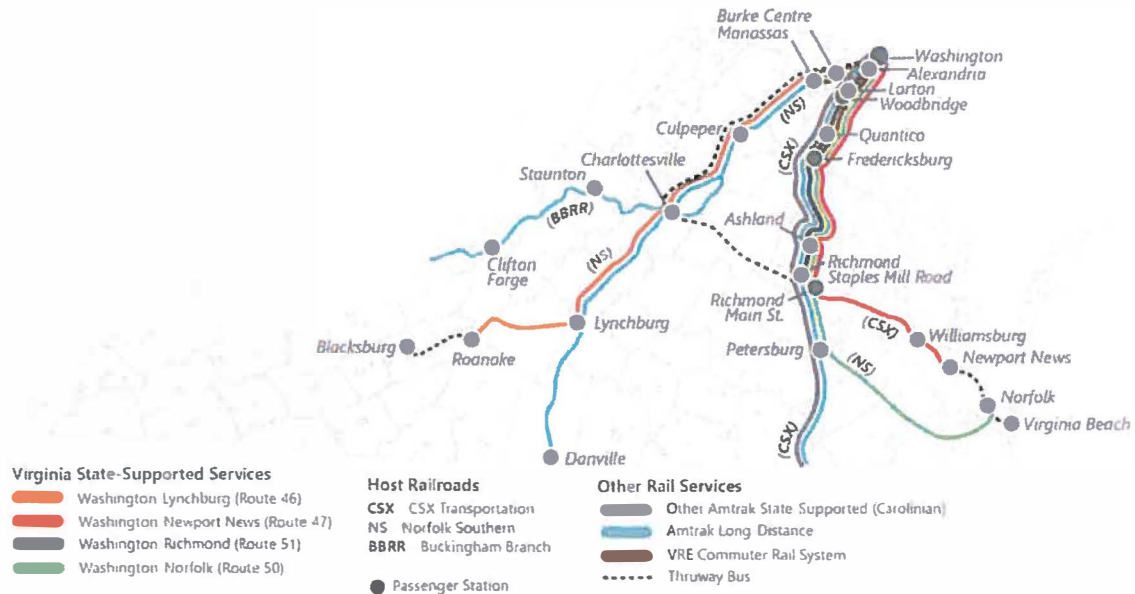 Burke Centre
Manassas
Washington
Alexandria
Lorton
Woodbridge
(NS)
Culpeper
Quantico
(CSX)
Charlottesville
Fredericksburg
Staunton
(BBRR)
Ashland
Clifton
Forge
(NS)
Richmond
Staples Mill Road
Richmond
Main St.
Lynchburg
(CSX)
Williamsburg
Blacksburg
Roanoke
Petersburg
(NS)
Newport News
Norfolk
Virginia Beach
(CSX)
Danville
Virginia State-Supported Services
Washington Lynchburg (Route 46)
Washington Newport News (Route 47)
Washington Richmond (Route 51)
Washington Norfolk (Route 50)
Host Railroads
CSX CSX Transportation
NS Norfolk Southern
BBRR Buckingham Branch
Passenger Station
Other Rail Services
Other Amtrak State Supported (Carolinian)
Amtrak Long Distance
VRE Commuter Rail System
Thruway Bus